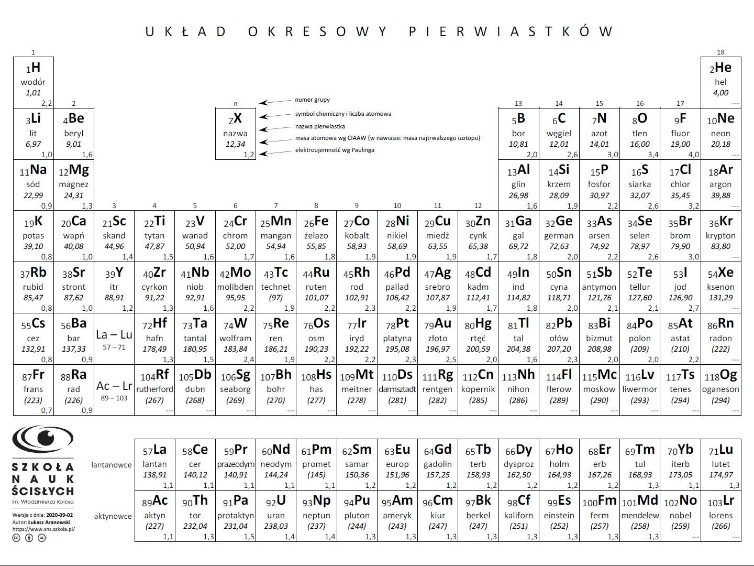 UKŁAD OKRESOWY PIERWIASTKÓW
1 18
1H 2He
wodór hel
1,01 4,00
2,2 ---
2 13 14 15 16 17
n numer grupy
zX symbol chemiczny i liczba atomowa
nazwa nazwa pierwiastka
12,34 masa atomowa wg CIAAW (w nawiasie: masa najtrwalszego izotopu)
1,2 elektroujemność wg Paulinga
3Li 4Be 5B 6C 7N 8O 9F 10Ne
lit beryl bor węgiel azot tlen fluor neon
6,97 9,01 10,81 12,01 14,01 16,00 19,00 20,18
1,0 1,6 2,0 2,6 3,0 3,4 4,0 ---
11Na 12Mg 13Al 14Si 15P 16S 17Cl 18Ar
sód magnez glin krzem fosfor siarka chlor argon
22,99 24,31 26,98 28,09 30,97 32,06 35,45 39,88
0,9 1,3 1,6 1,9 2,2 2,6 3,2 ---
3 4 5 6 7 8 9 10 11 12
19K 20Ca 21Sc 22Ti 23V 24Cr 25Mn 26Fe 27Co 28Ni 29Cu 30Zn 31Ga 32Ge 33As 34Se 35Br 36Kr
potas wapń skand tytan wanad chrom mangan żelazo kobalt nikiel miedź cynk gal german arsen selen brom krypton
39,10 40,08 44,96 47,87 50,94 52,00 54,94 55,85 58,93 58,69 63,55 65,38 69,72 72,63 74,92 78,97 79,90 83,80
0,8 1,0 1,4 1,5 1,6 1,7 1,6 1,8 1,9 1,9 1,9 1,7 1,8 2,0 2,2 2,6 3,0 ---
37Rb 38Sr 39Y 40Zr 41Nb 42Mo 43Tc 44Ru 45Rh 46Pd 47Ag 48Cd 49In 50Sn 51Sb 52Te 53I 54Xe
rubid stront itr cyrkon niob molibden technet ruten rod pallad srebro kadm ind cyna antymon tellur jod ksenon
85,47 87,62 88,91 91,22 92,91 95,95 (97) 101,07 102,91 106,42 107,87 112,41 114,82 118,71 121,76 127,60 126,90 131,29
0,8 1,0 1,2 1,3 1,6 2,2 1,9 2,2 2,3 2,2 1,9 1,7 1,8 2,0 2,1 2,1 2,7 ---
55Cs 56Ba La – Lu 72Hf 73Ta 74W 75Re 76Os 77Ir 78Pt 79Au 80Hg 81Tl 82Pb 83Bi 84Po 85At 86Rn
cez bar 57 – 71 hafn tantal wolfram ren osm iryd platyna złoto rtęć tal ołów bizmut polon astat radon
132,91 137,33 178,49 180,95 183,84 186,21 190,23 192,22 195,08 196,97 200,59 204,38 207,2 208,98 (209) (210) (222)
0,8 0,9 1,3 1,5 2,4 1,9 2,2 2,2 2,3 2,5 2,0 1,6 2,3 2,0 2,0 2,2 ---
87Fr 88Ra Ac – Lr 104Rf 105Db 106Sg 107Bh 108Hs 109Mt 110Ds 111Rg 112Cn 113Nh 114Fl 115Mc 116Lv 117Ts 118Og
frans rad 89 – 103 rutherford dubn seaborg bohr has meitner damsztadt rentgen kopernik nihon flerow moskow liwermor tenes oganeson
(223) (226) (267) (268) (269) (270) (277) (278) (281) (282) (285) (286) (289) (290) (293) (294) (294)
0,7 0,9 --- --- --- --- --- --- --- --- --- --- --- --- --- --- ---
SZKOŁA
NAUK
ŚCISŁYCH
im. Włodzimierza Kołosa
Wersja z dnia: 2020-09-02
Autor: Łukasz Aranowski
https://www.sns.szkola.pl/
lantanowce
57La 58Ce 59Pr 60Nd 61Pm 62Sm 63Eu 64Gd 65Tb 66Dy 67Ho 68Er 69Tm 70Yb 71Lu
lantan cer prazeodym neodym promet samar europ gadolin terb dysproz holm erb tul iterb lutet
138,91 140,12 140,91 144,24 (145) 150,36 151,96 157,25 158,93 162,50 164,93 167,26 168,93 173,05 174,97
1,1 1,1 1,1 1,1 1,1 1,2 1,2 1,2 1,2 1,2 1,2 1,2 1,3 1,1 1,3
aktynowce
89Ac 90Th 91Pa 92U 93Np 94Pu 95Am 96Cm 97Bk 98Cf 99Es 100Fm 101Md 102No 103Lr
aktyn tor protaktyn uran neptun pluton ameryk kiur berkel kaliforn einstein ferm mendelew nobel lorens
(227) 232,04 231,04 238,03 (237) (244) (243) (247) (247) (251) (252) (257) (258) (259) (266)
1,1 1,3 1,5 1,4 1,4 1,3 1,3 1,3 1,3 1,3 1,3 1,3 1,3 1,3 ---